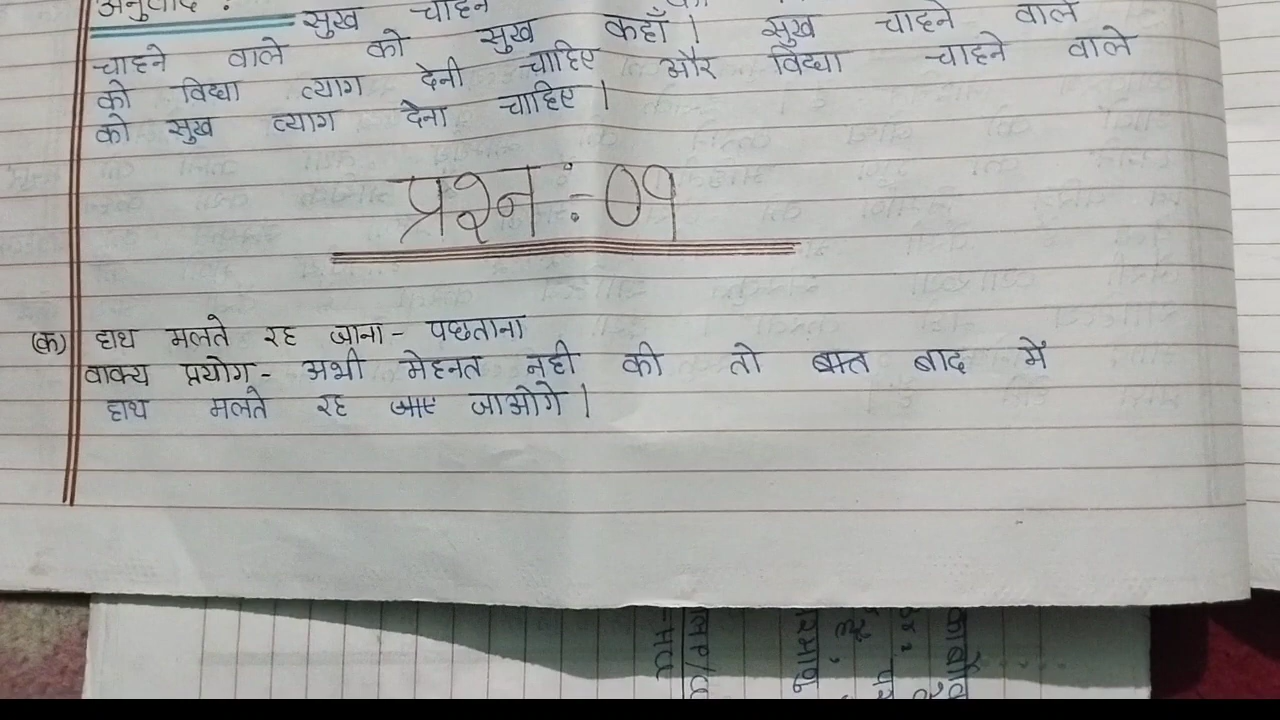 अनुवाद :
सुख चाहने
चाहने वाले को सुख कहाँ। सुख चाहने वाले
को विद्या त्याग देनी चाहिए और विद्या चाहने वाले
को सुख त्याग देना चाहिए।
प्रश्न :- 09
(क) हाथ मलते रह जाना - पछताना
वाक्य प्रयोग - अभी मेहनत नही की तो बस्त बाद में
हाथ मलते रह जाए जाओगे।